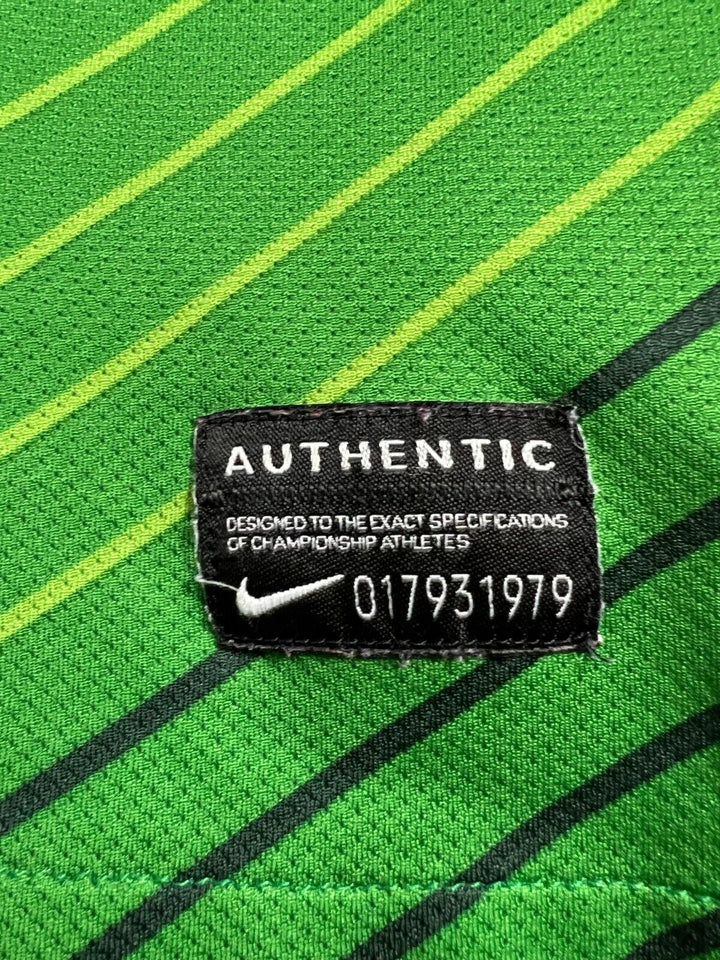 AUTHENTIC
DESIGNED TO THE EXACT SPECIFICATIONS
OF CHAMPIONSHIP ATHLETES
017931979